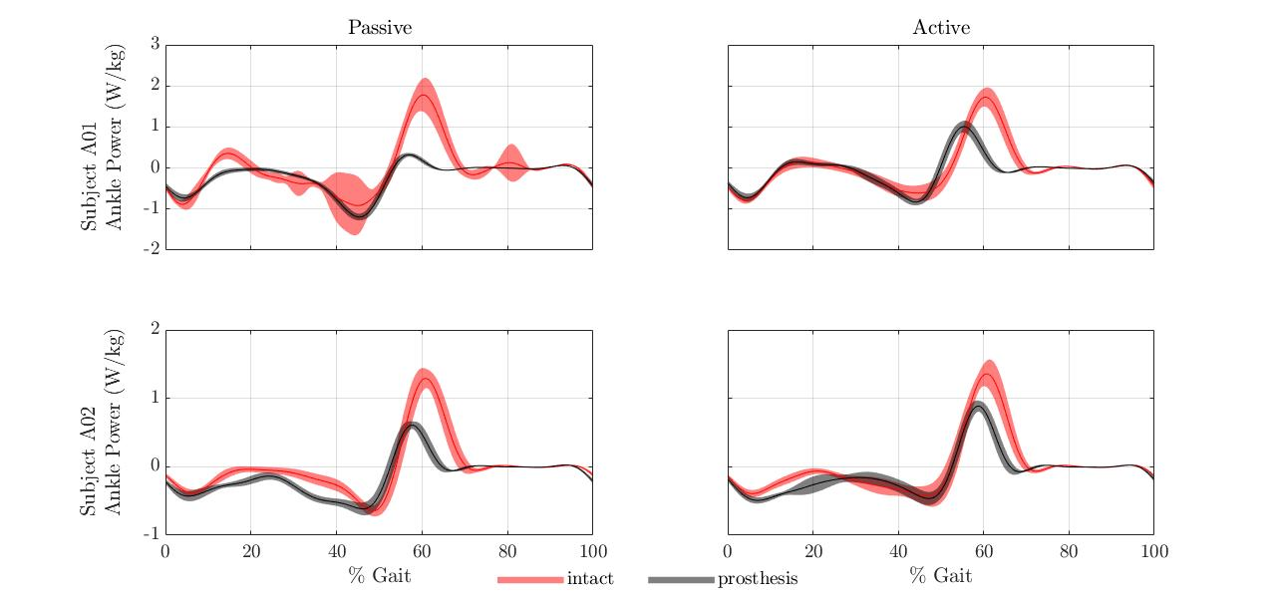 Passive
Active
Subject A01
Ankle Power (W/kg)
3
2
1
0
-1
-2
Subject A02
Ankle Power (W/kg)
2
1
0
-1
0 20 40 60 80 100
0 20 40 60 80 100
% Gait
% Gait
intact prosthesis